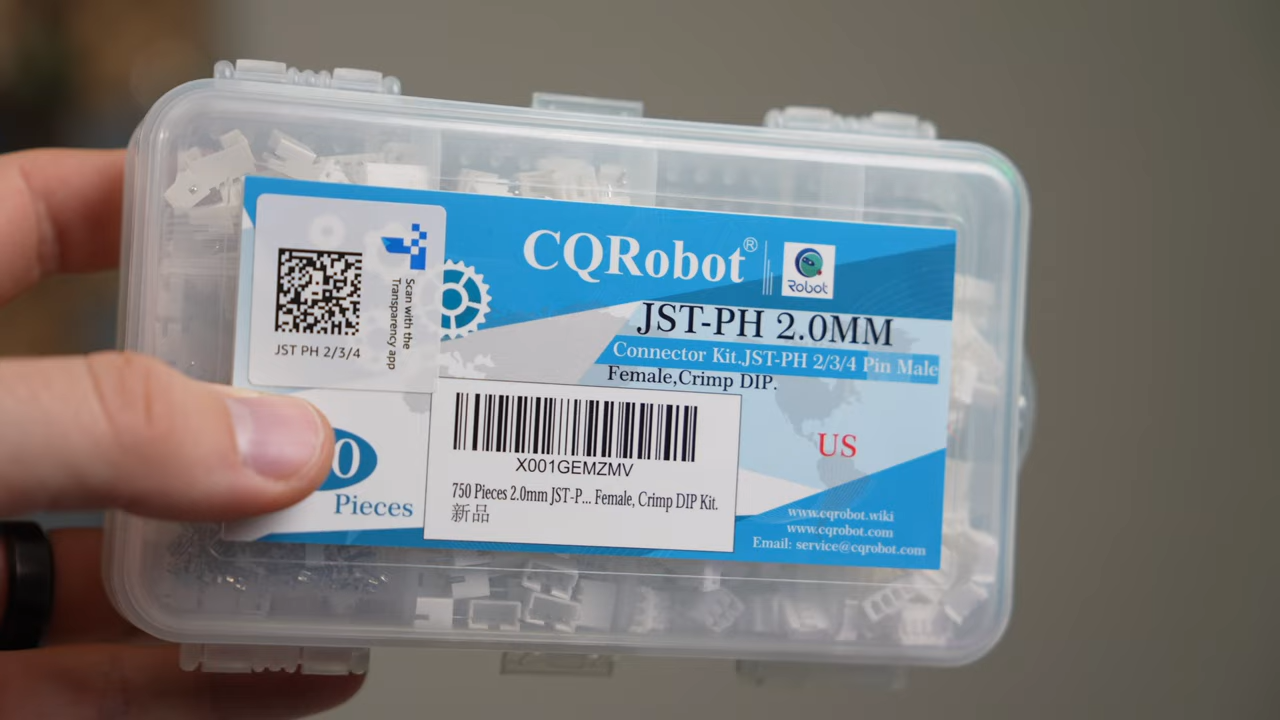 CQRobot®
Robot
JST-PH 2.0MM
Connector Kit.JST-PH 2/3/4 Pin Male
Female,Crimp DIP.
Scan with the
Transparency app
JST PH 2/3/4
0
Pieces
X001GEMZMV
750 Pieces 2.0mm JST-P... Female, Crimp DIP Kit.
新品
US
www.cqrobot.wiki
www.cqrobot.com
Email: service@cqrobot.com